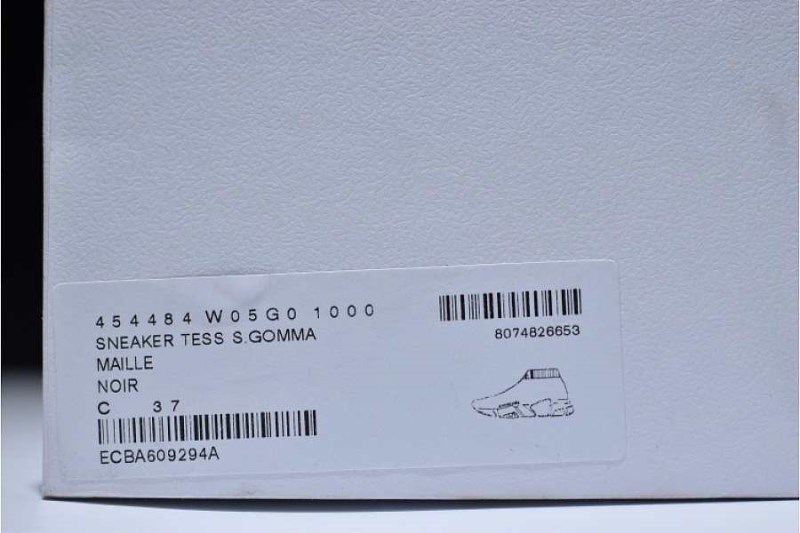 454484 W05G0 1000
8074826653
SNEAKER TESS S.GOMMA
MAILLE
NOIR
C 37
ECBA609294A